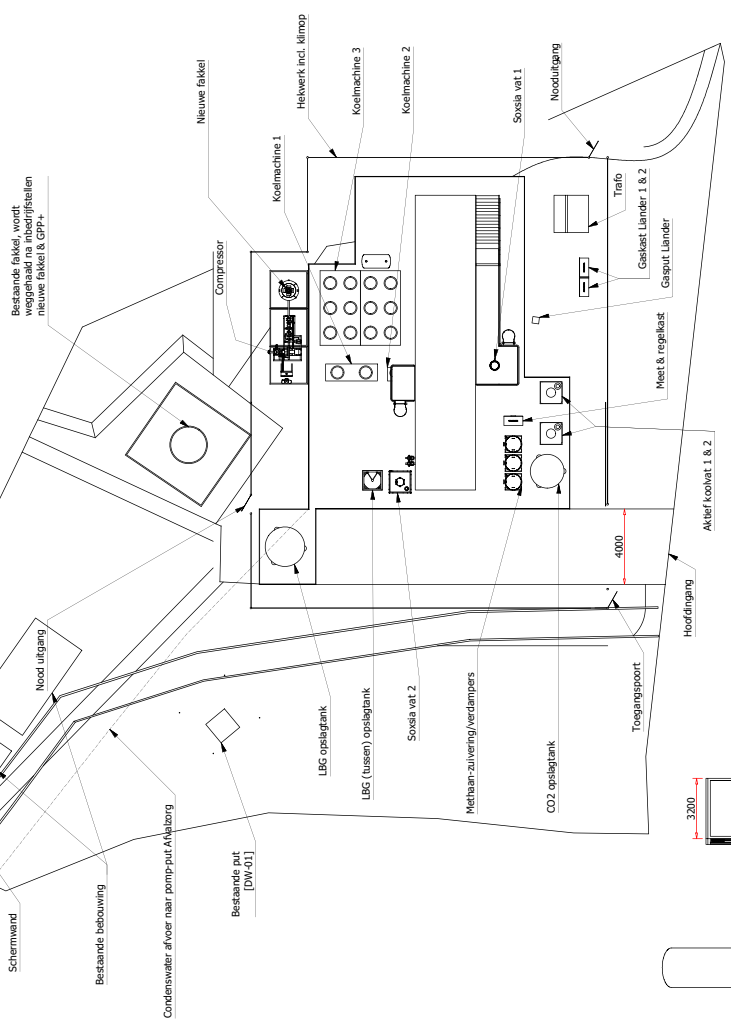 Bestaande fakkel, wordt
weggehaald na inbedrijfstellen
nieuwe fakkel & GPP+
Compressor
Nieuwe fakkel
Koelmachine 1
Hekwerk incl. klimop
Koelmachine 3
Koelmachine 2
Soxsia vat 1
Nooduitgang
Trafo
Gaskast Liander 1 & 2
Gasput Liander
Meet & regelkast
Aktief koolvat 1 & 2
4000
Hoofdingang
Toegangspoort
Nood uitgang
LBG opslagtank
LBG (tussen) opslagtank
Soxsia vat 2
Methaan-zuivering/verdampers
CO2 opslagtank
3200
Schermwand
Bestaande bebouwing
Condenswater afvoer naar pomp-put Afvalzorg
Bestaande put
[DW-01]